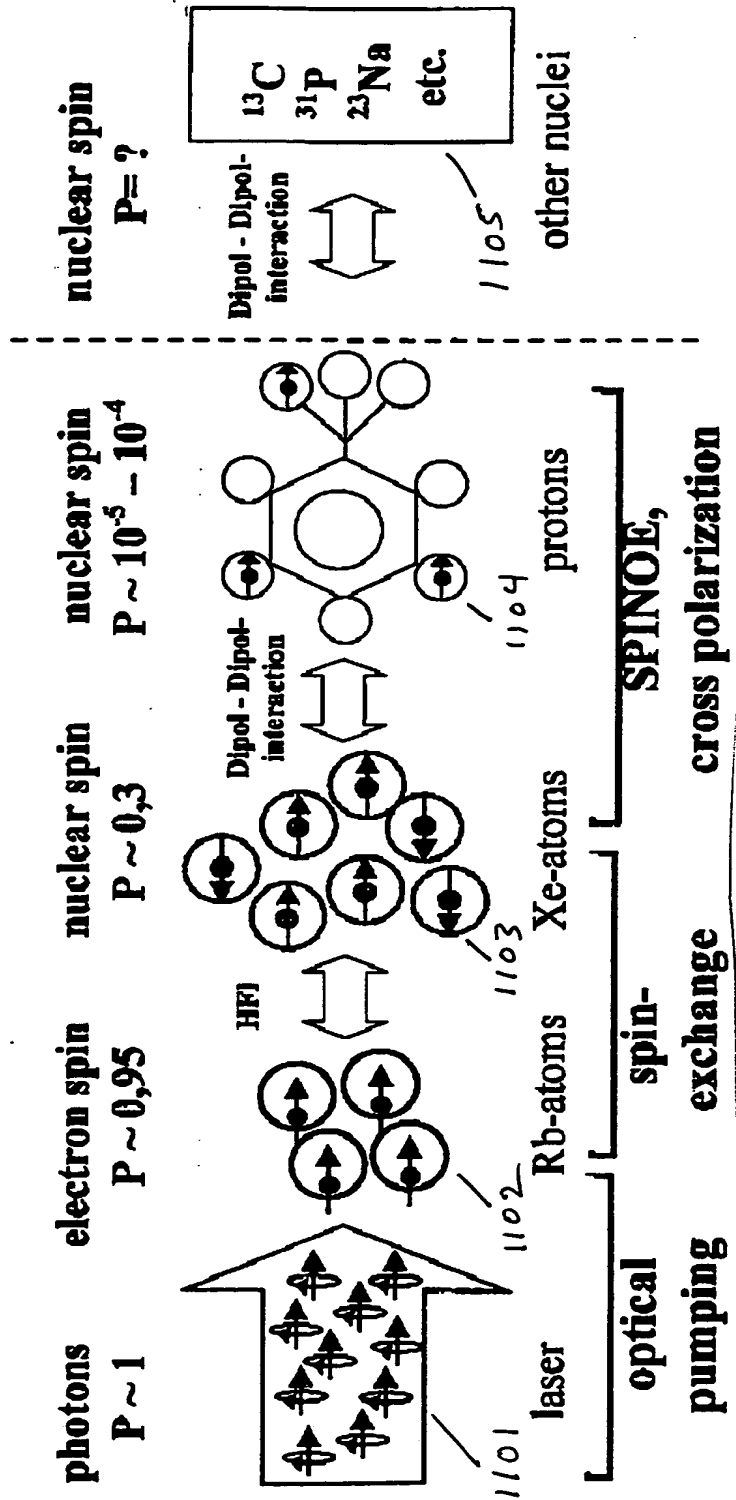 photons
P ~ 1
electron spin
P ~ 0,95
nuclear spin
P ~ 0,3
nuclear spin
P ~ 10⁻⁵ – 10⁻⁴
nuclear spin
P= ?
HFI
Dipol - Dipol-
interaction
Dipol - Dipol-
interaction
¹³C
³¹P
²³Na
etc.
1101
1102
1103
1104
1105
laser
Rb-atoms
Xe-atoms
protons
other nuclei
optical
pumping
spin-
exchange
SPINOE,
cross polarization